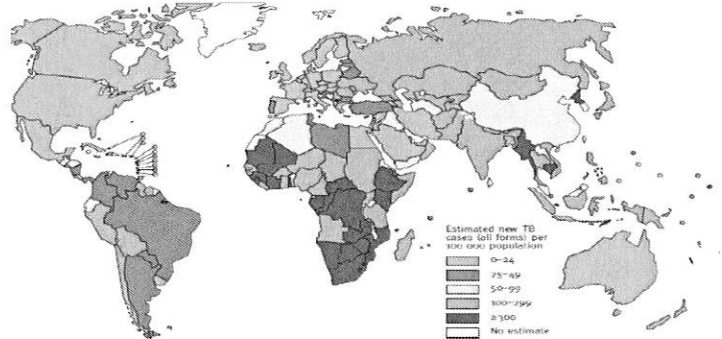 Estimated new TB
cases (all forms) per
100 000 population
0–24
25–49
50–99
100–299
≥300
No estimate